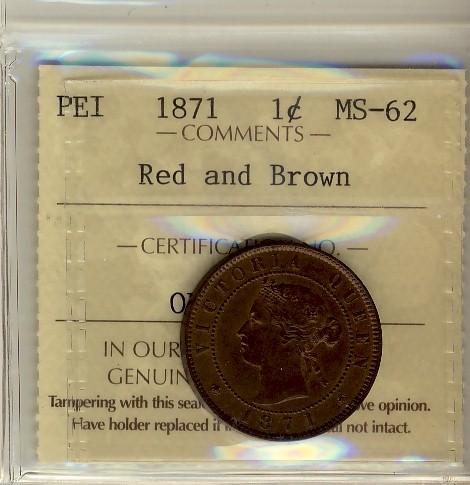 PEI 1871 1¢ MS-62
— COMMENTS —
Red and Brown
— CERTIFICA O. —
IN OUR
GENUIN
Tampering with this sea ve opinion.
Have holder replaced if not intact.
VICTORIA QUEEN
1871